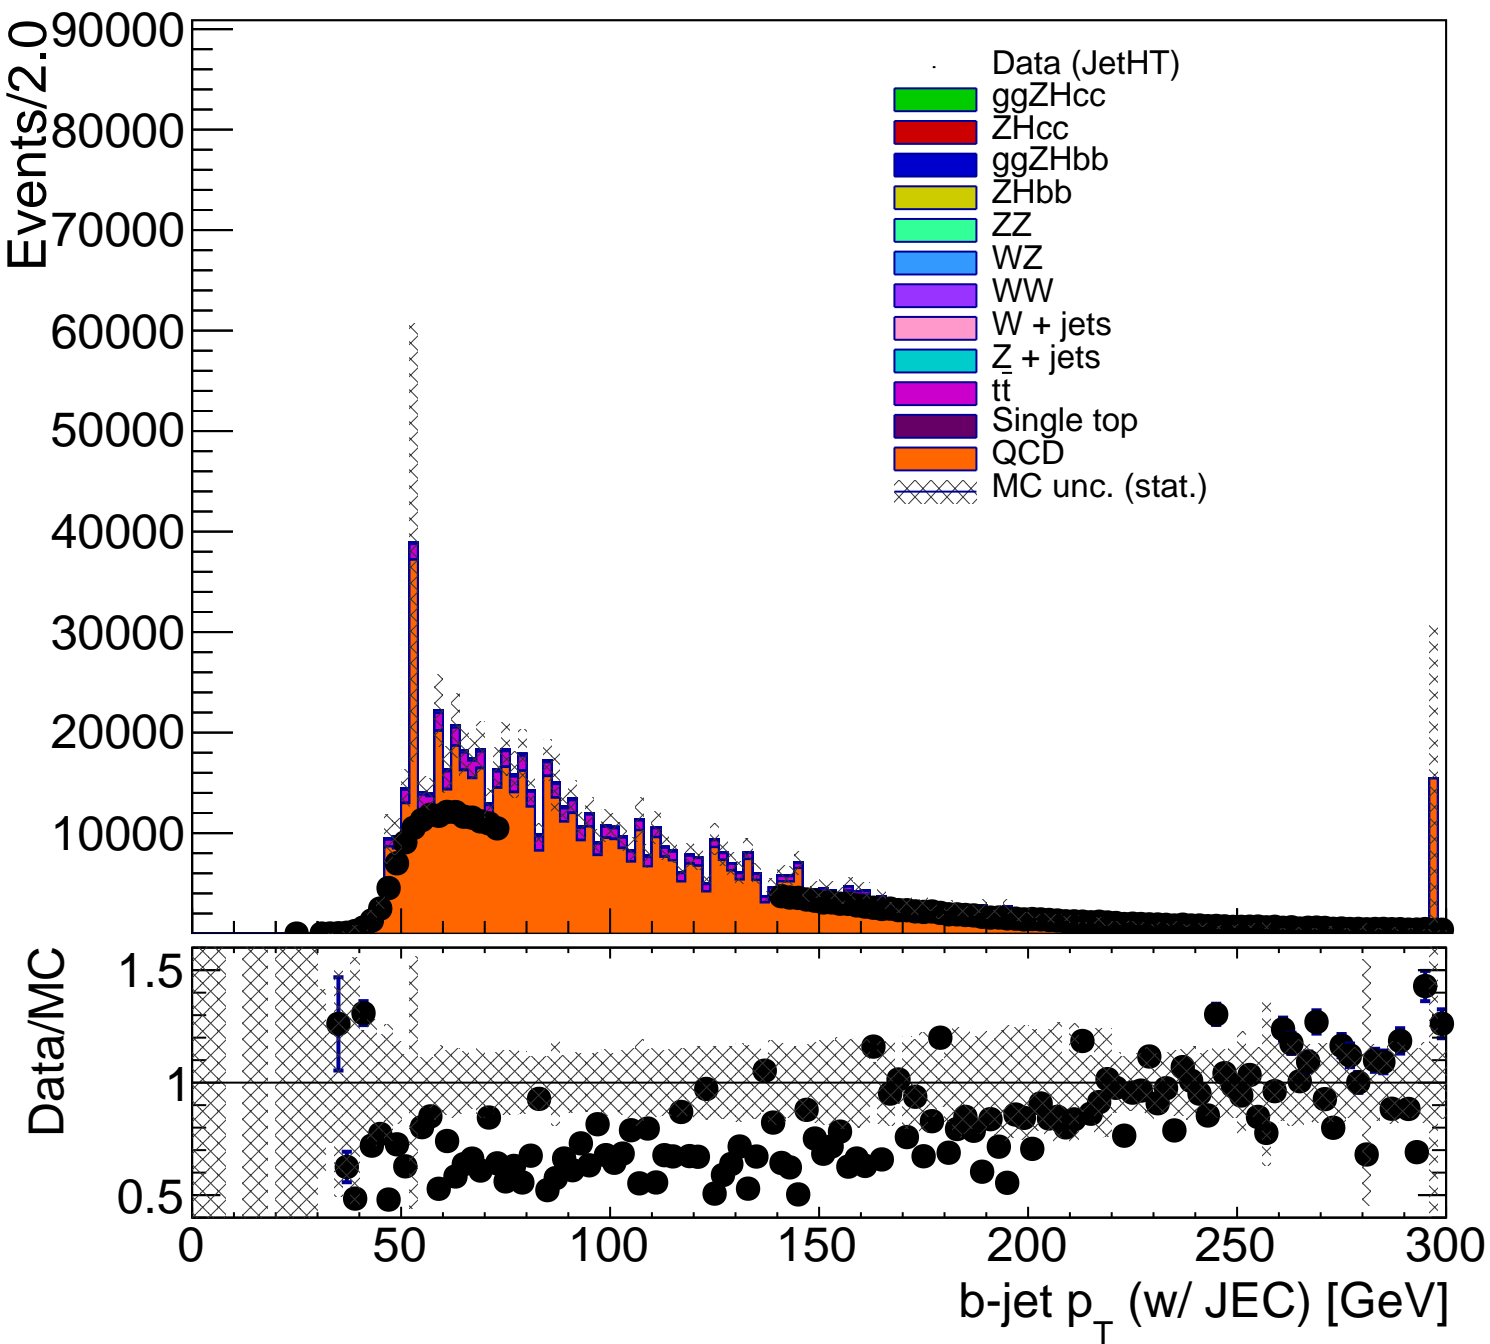 Events/2.0
90000
80000
70000
60000
50000
40000
30000
20000
10000
Data (JetHT)
ggZHcc
ZHcc
ggZHbb
ZHbb
ZZ
WZ
WW
W + jets
Z + jets
tt̅
Single top
QCD
MC unc. (stat.)
Data/MC
1.5
1
0.5
0 50 100 150 200 250 300
b-jet p_T (w/ JEC) [GeV]